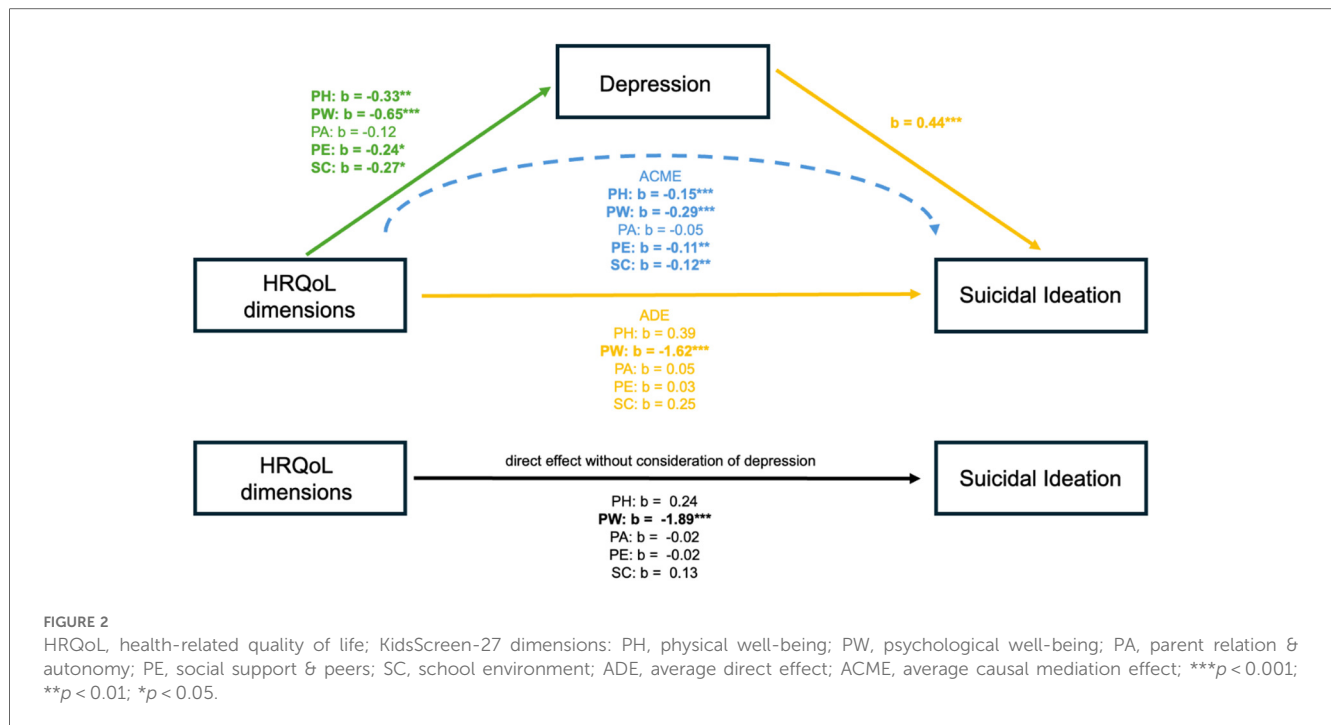 Depression
PH: b = -0.33**
PW: b = -0.65***
PA: b = -0.12
PE: b = -0.24*
SC: b = -0.27*
b = 0.44***
ACME
PH: b = -0.15***
PW: b = -0.29***
PA: b = -0.05
PE: b = -0.11**
SC: b = -0.12**
HRQoL
dimensions
Suicidal Ideation
ADE
PH: b = 0.39
PW: b = -1.62***
PA: b = 0.05
PE: b = 0.03
SC: b = 0.25
HRQoL
dimensions
direct effect without consideration of depression
Suicidal Ideation
PH: b = 0.24
PW: b = -1.89***
PA: b = -0.02
PE: b = -0.02
SC: b = 0.13
FIGURE 2
HRQoL, health-related quality of life; KidsScreen-27 dimensions: PH, physical well-being; PW, psychological well-being; PA, parent relation &
autonomy; PE, social support & peers; SC, school environment; ADE, average direct effect; ACME, average causal mediation effect; ***p < 0.001;
**p < 0.01; *p < 0.05.